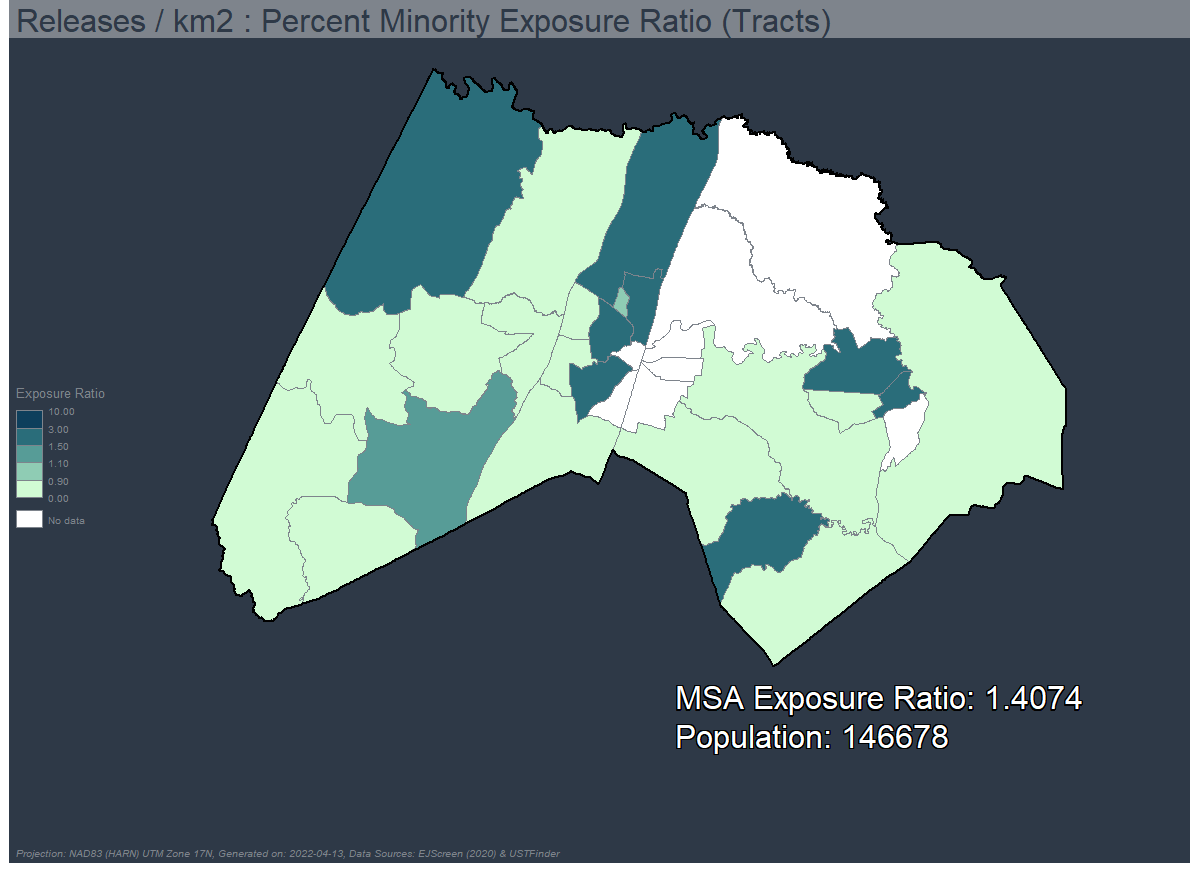 Releases / km2 : Percent Minority Exposure Ratio (Tracts)
Exposure Ratio
10.00
3.00
1.50
1.10
0.90
0.00
No data
MSA Exposure Ratio: 1.4074
Population: 146678
Projection: NAD83 (HARN) UTM Zone 17N, Generated on: 2022-04-13, Data Sources: EJScreen (2020) & USTFinder